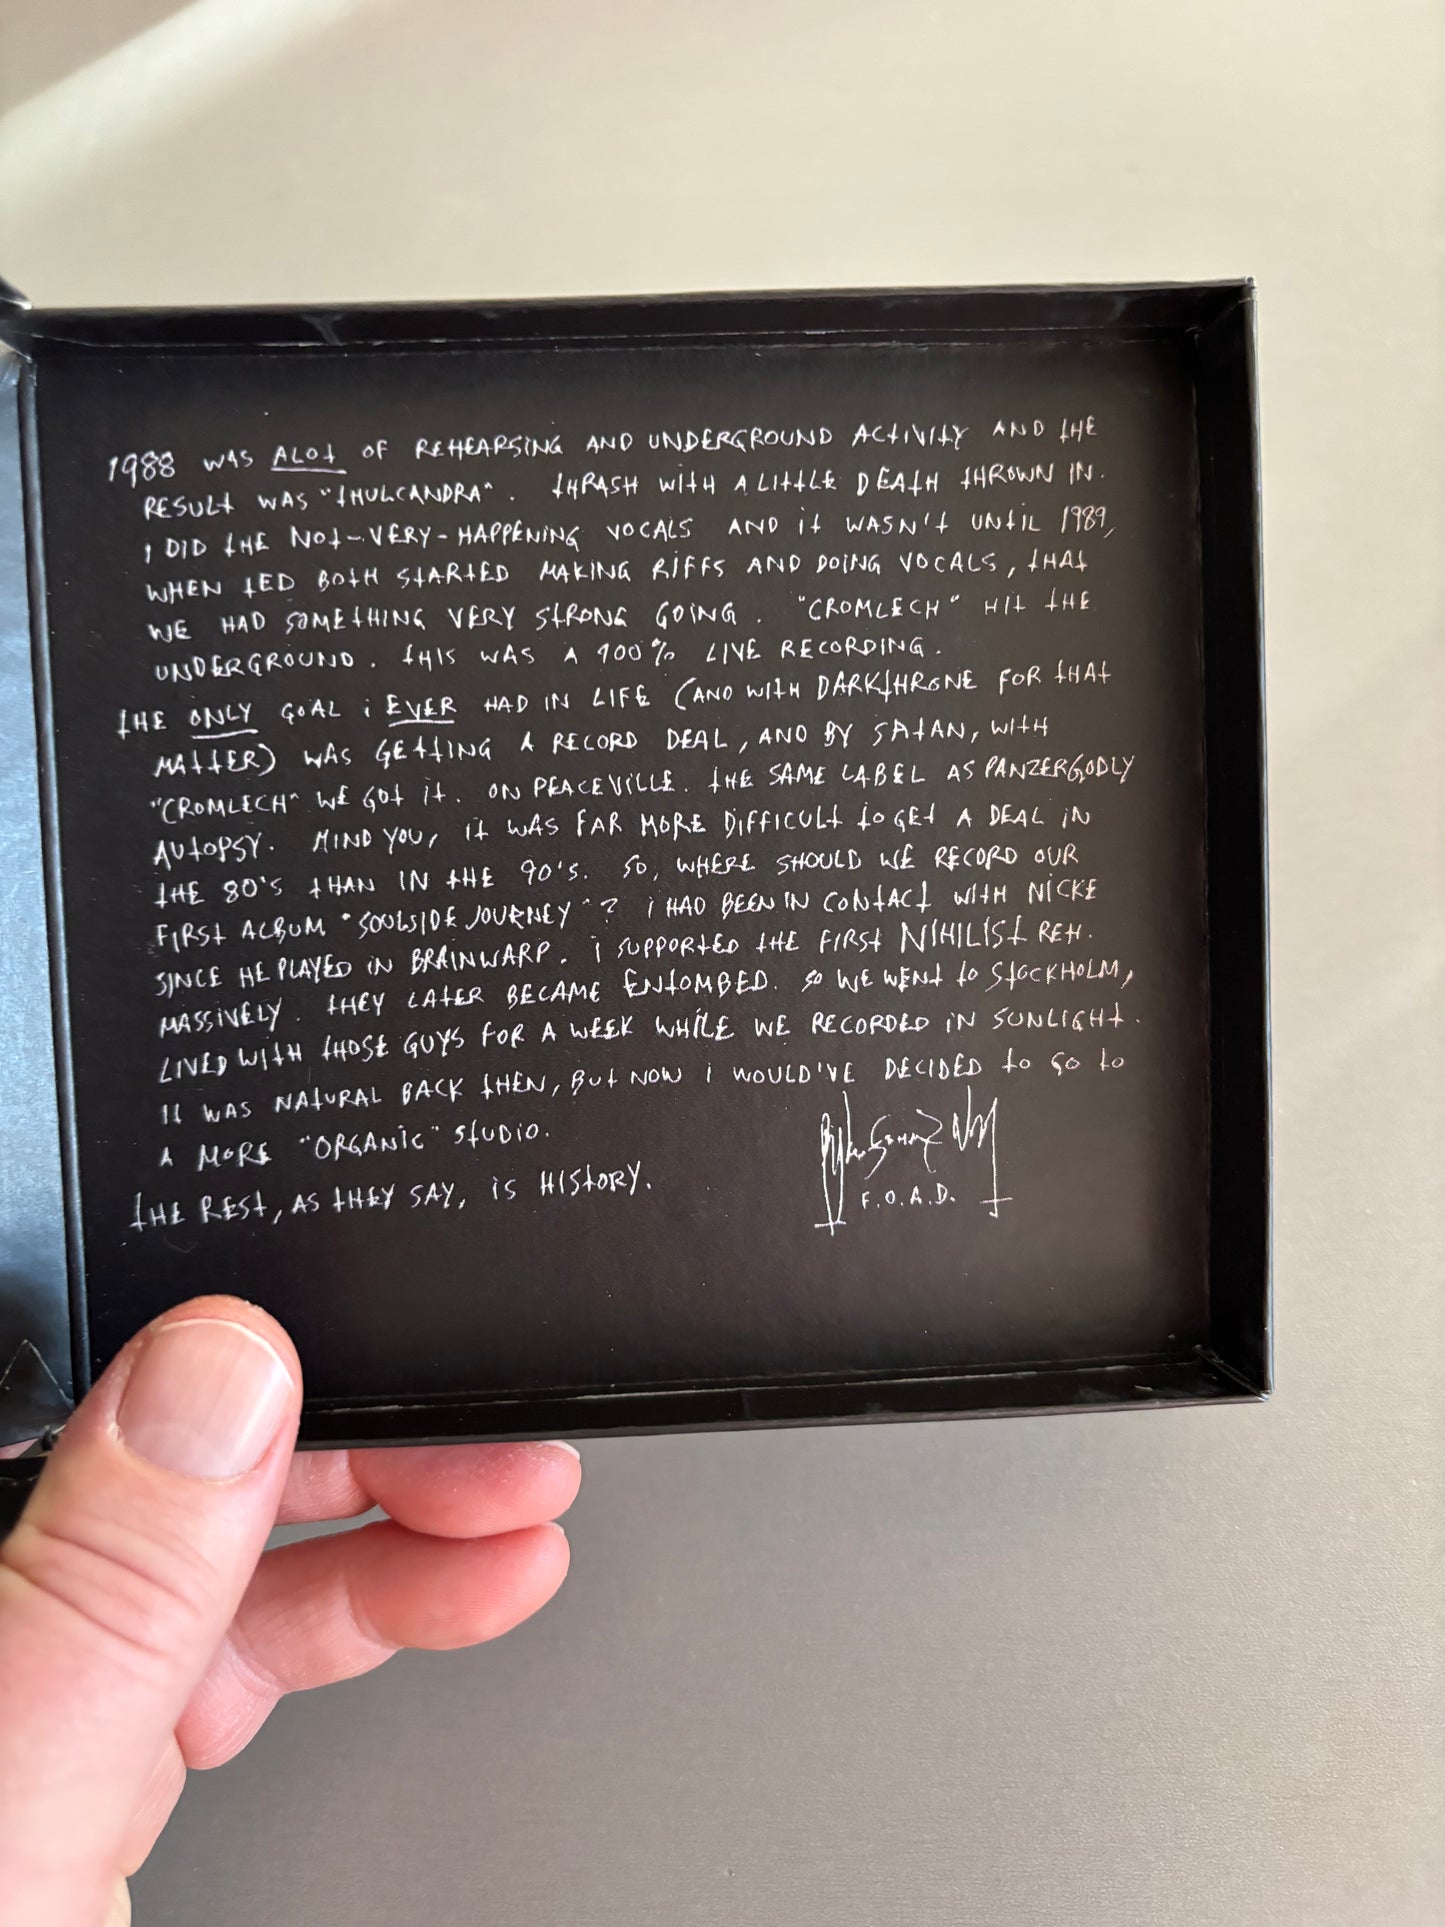 1988 WAS ALOT OF REHEARSING AND UNDERGROUND ACTIVITY AND THE
RESULT WAS "THULCANDRA". THRASH WITH A LITTLE DEATH THROWN IN.
I DID THE NOT-VERY-HAPPENING VOCALS AND IT WASN'T UNTIL 1989,
WHEN TED BOTH STARTED MAKING RIFFS AND DOING VOCALS, THAT
WE HAD SOMETHING VERY STRONG GOING. "CROMLECH" HIT THE
UNDERGROUND. THIS WAS A 100% LIVE RECORDING.
THE ONLY GOAL I EVER HAD IN LIFE (AND WITH DARKTHRONE FOR THAT
MATTER) WAS GETTING A RECORD DEAL, AND BY SATAN, WITH
"CROMLECH" WE GOT IT. ON PEACEVILLE. THE SAME LABEL AS PANZERGODLY
AUTOPSY. MIND YOU, IT WAS FAR MORE DIFFICULT TO GET A DEAL IN
THE 80'S THAN IN THE 90'S. SO, WHERE SHOULD WE RECORD OUR
FIRST ALBUM "SOULSIDE JOURNEY"? I HAD BEEN IN CONTACT WITH NICKE
SINCE HE PLAYED IN BRAINWARP. I SUPPORTED THE FIRST NIHILIST REH.
MASSIVELY. THEY LATER BECAME ENTOMBED. SO WE WENT TO STOCKHOLM,
LIVED WITH THOSE GUYS FOR A WEEK WHILE WE RECORDED IN SUNLIGHT.
IT WAS NATURAL BACK THEN, BUT NOW I WOULD'VE DECIDED TO GO TO
A MORE "ORGANIC" STUDIO.
THE REST, AS THEY SAY, IS HISTORY.
F.O.A.D.